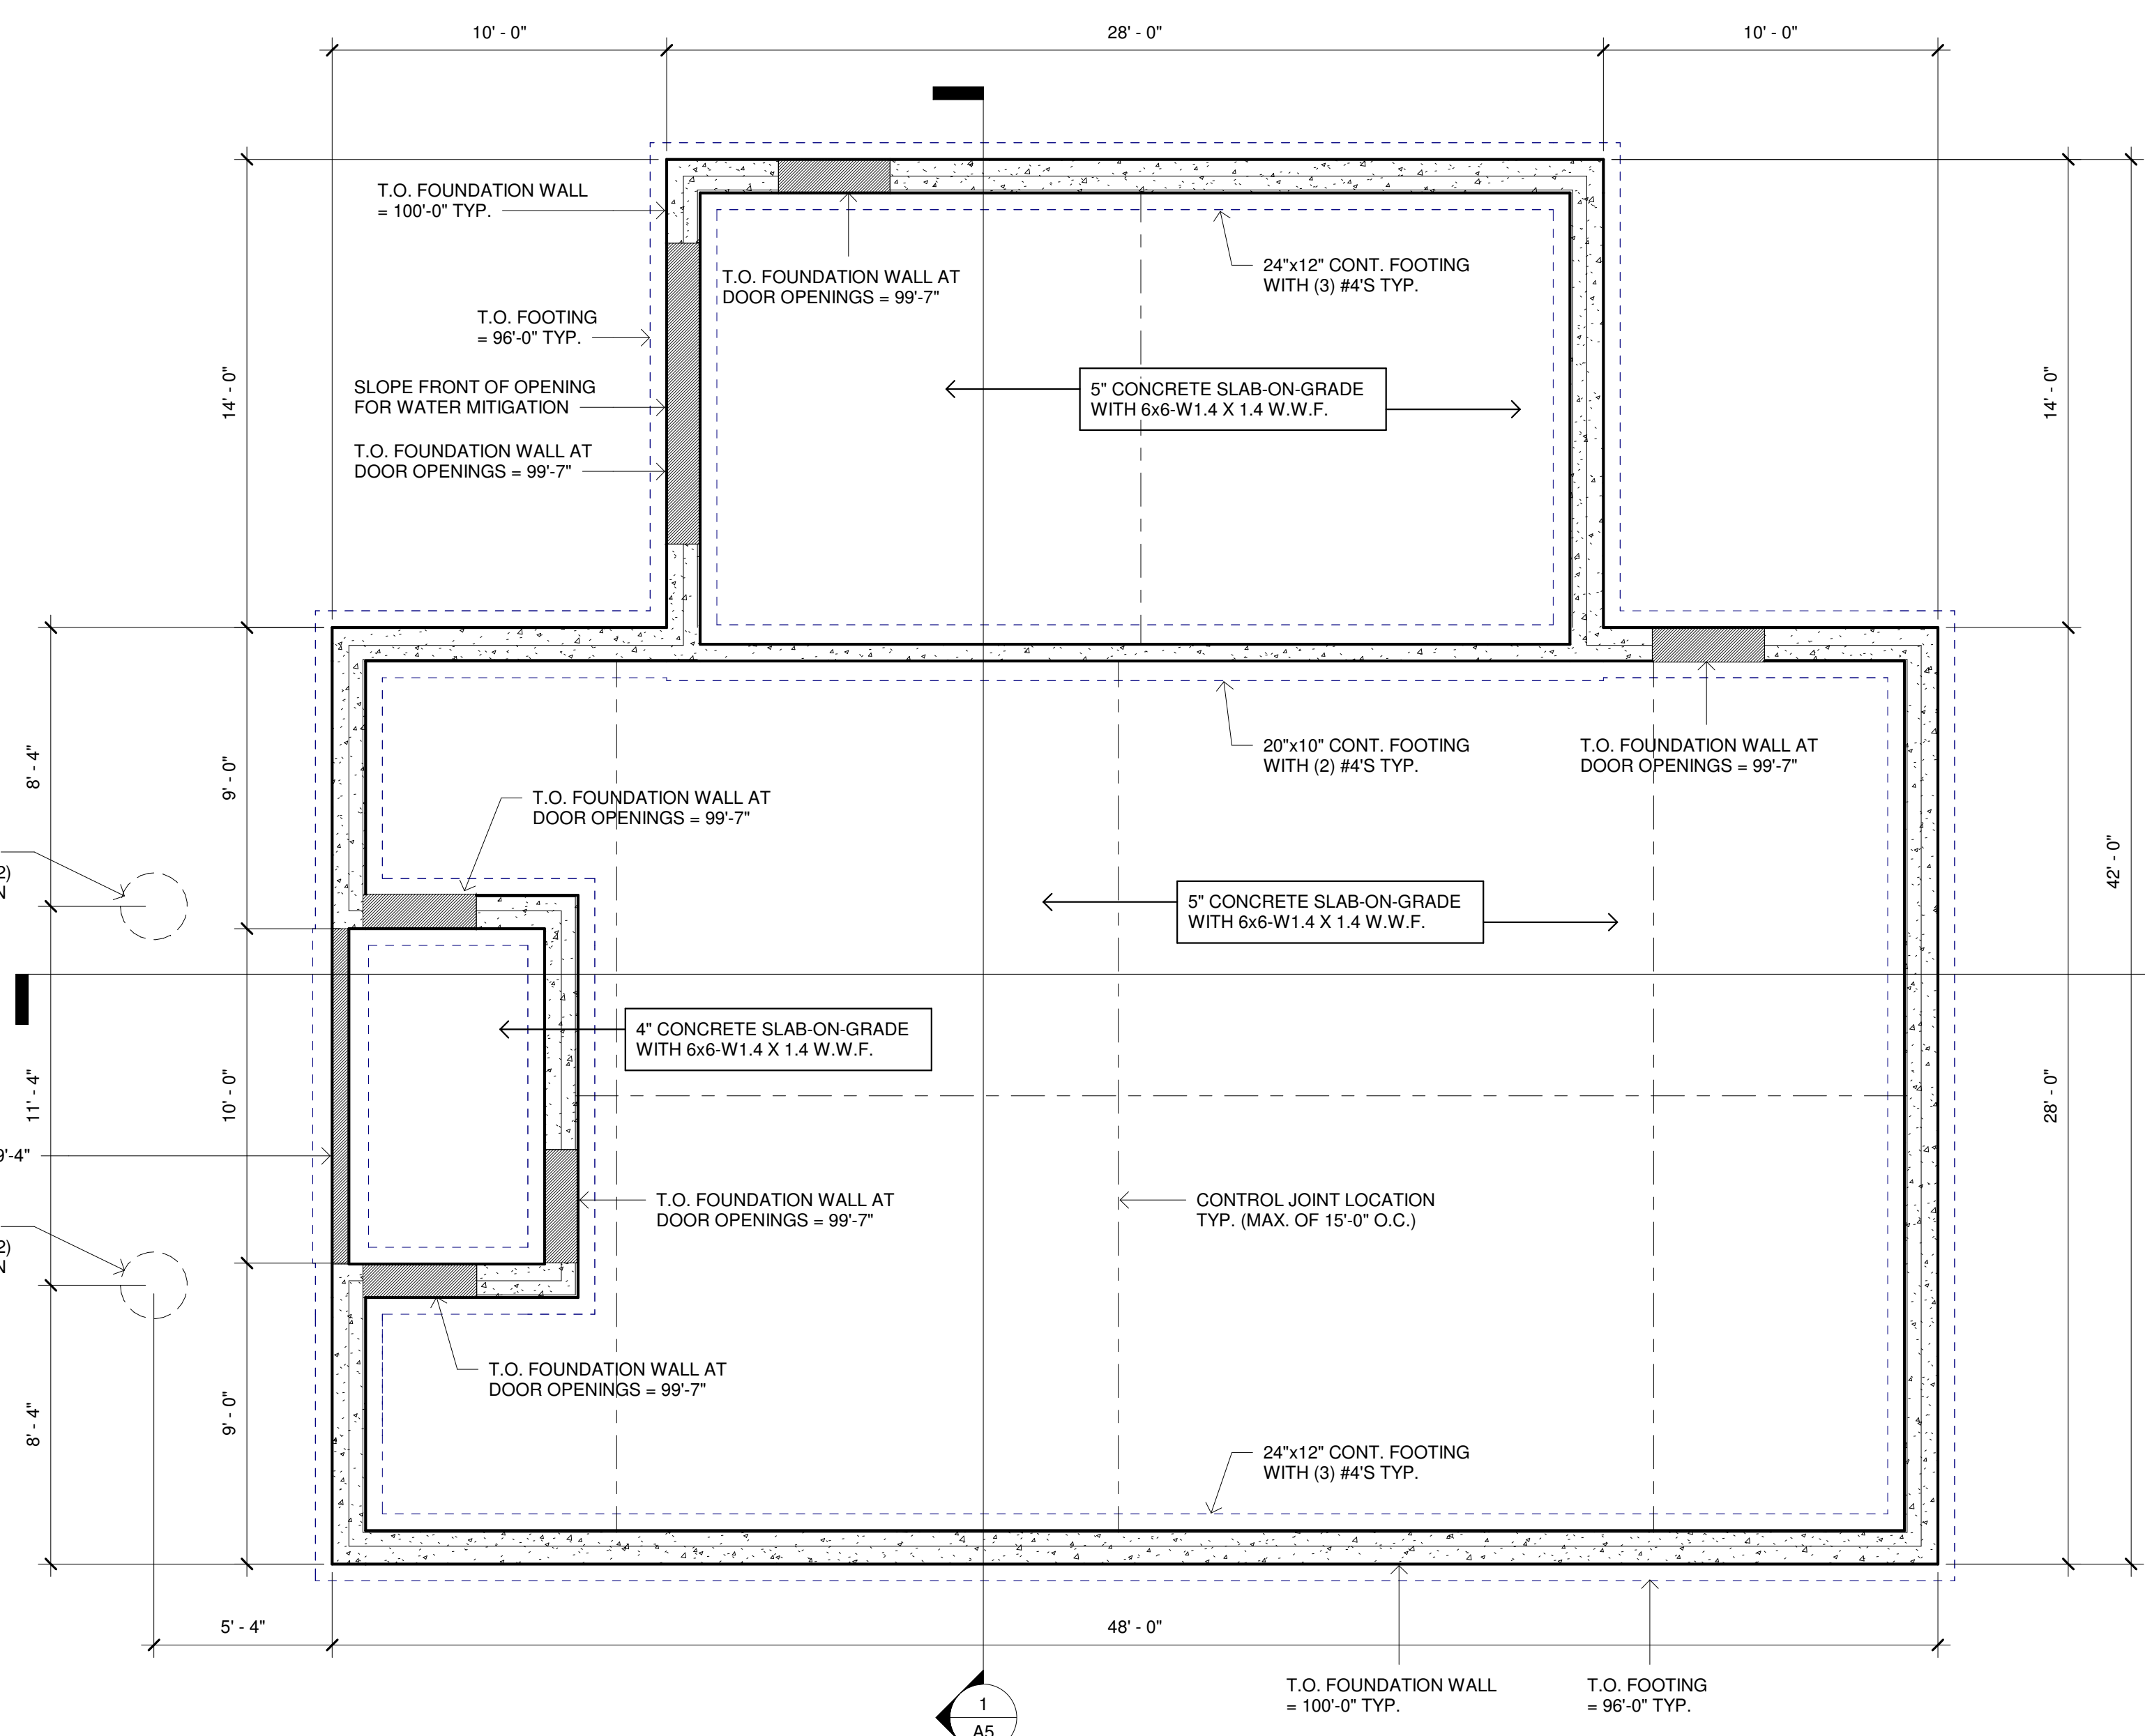 10' - 0"
28' - 0"
10' - 0"
T.O. FOUNDATION WALL
= 100'-0" TYP.
T.O. FOUNDATION WALL AT
DOOR OPENINGS = 99'-7"
24"x12" CONT. FOOTING
WITH (3) #4'S TYP.
T.O. FOOTING
= 96'-0" TYP.
SLOPE FRONT OF OPENING
FOR WATER MITIGATION
T.O. FOUNDATION WALL AT
DOOR OPENINGS = 99'-7"
5" CONCRETE SLAB-ON-GRADE
WITH 6x6-W1.4 X 1.4 W.W.F.
14' - 0"
14' - 0"
20"x10" CONT. FOOTING
WITH (2) #4'S TYP.
T.O. FOUNDATION WALL AT
DOOR OPENINGS = 99'-7"
8' - 4"
9' - 0"
T.O. FOUNDATION WALL AT
DOOR OPENINGS = 99'-7"
42' - 0"
2)
5" CONCRETE SLAB-ON-GRADE
WITH 6x6-W1.4 X 1.4 W.W.F.
4" CONCRETE SLAB-ON-GRADE
WITH 6x6-W1.4 X 1.4 W.W.F.
11' - 4"
10' - 0"
28' - 0"
9'-4"
T.O. FOUNDATION WALL AT
DOOR OPENINGS = 99'-7"
CONTROL JOINT LOCATION
TYP. (MAX. OF 15'-0" O.C.)
2)
T.O. FOUNDATION WALL AT
DOOR OPENINGS = 99'-7"
8' - 4"
9' - 0"
24"x12" CONT. FOOTING
WITH (3) #4'S TYP.
5' - 4"
48' - 0"
T.O. FOUNDATION WALL
= 100'-0" TYP.
T.O. FOOTING
= 96'-0" TYP.
1
A5